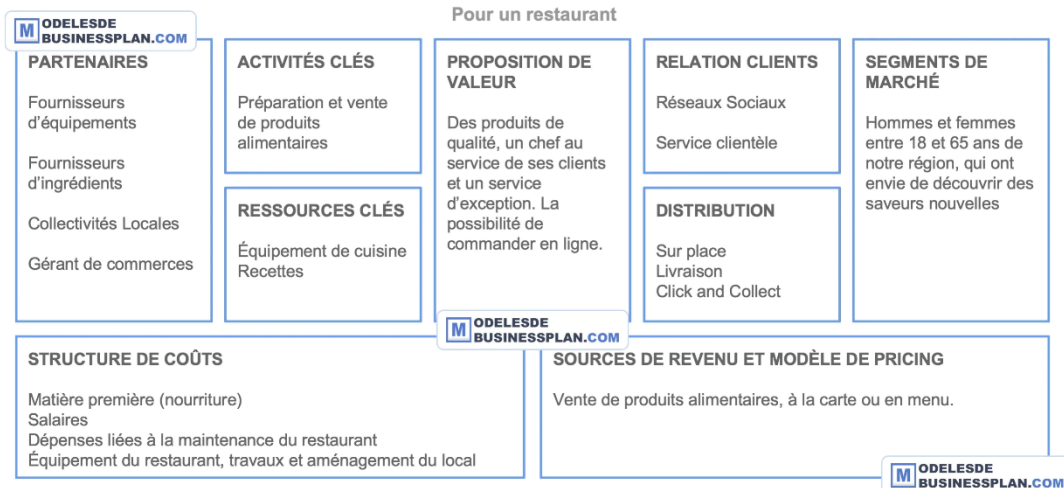 Pour un restaurant
MODELESDE
BUSINESSPLAN.COM
PARTENAIRES
Fournisseurs
d'équipements
Fournisseurs
d'ingrédients
Collectivités Locales
Gérant de commerces
ACTIVITÉS CLÉS
Préparation et vente
de produits
alimentaires
RESSOURCES CLÉS
Équipement de cuisine
Recettes
PROPOSITION DE
VALEUR
Des produits de
qualité, un chef au
service de ses clients
et un service
d'exception. La
possibilité de
commander en ligne.
RELATION CLIENTS
Réseaux Sociaux
Service clientèle
DISTRIBUTION
Sur place
Livraison
Click and Collect
SEGMENTS DE
MARCHÉ
Hommes et femmes
entre 18 et 65 ans de
notre région, qui ont
envie de découvrir des
saveurs nouvelles
MODELESDE
BUSINESSPLAN.COM
STRUCTURE DE COÛTS
Matière première (nourriture)
Salaires
Dépenses liées à la maintenance du restaurant
Équipement du restaurant, travaux et aménagement du local
SOURCES DE REVENU ET MODÈLE DE PRICING
Vente de produits alimentaires, à la carte ou en menu.
MODELESDE
BUSINESSPLAN.COM